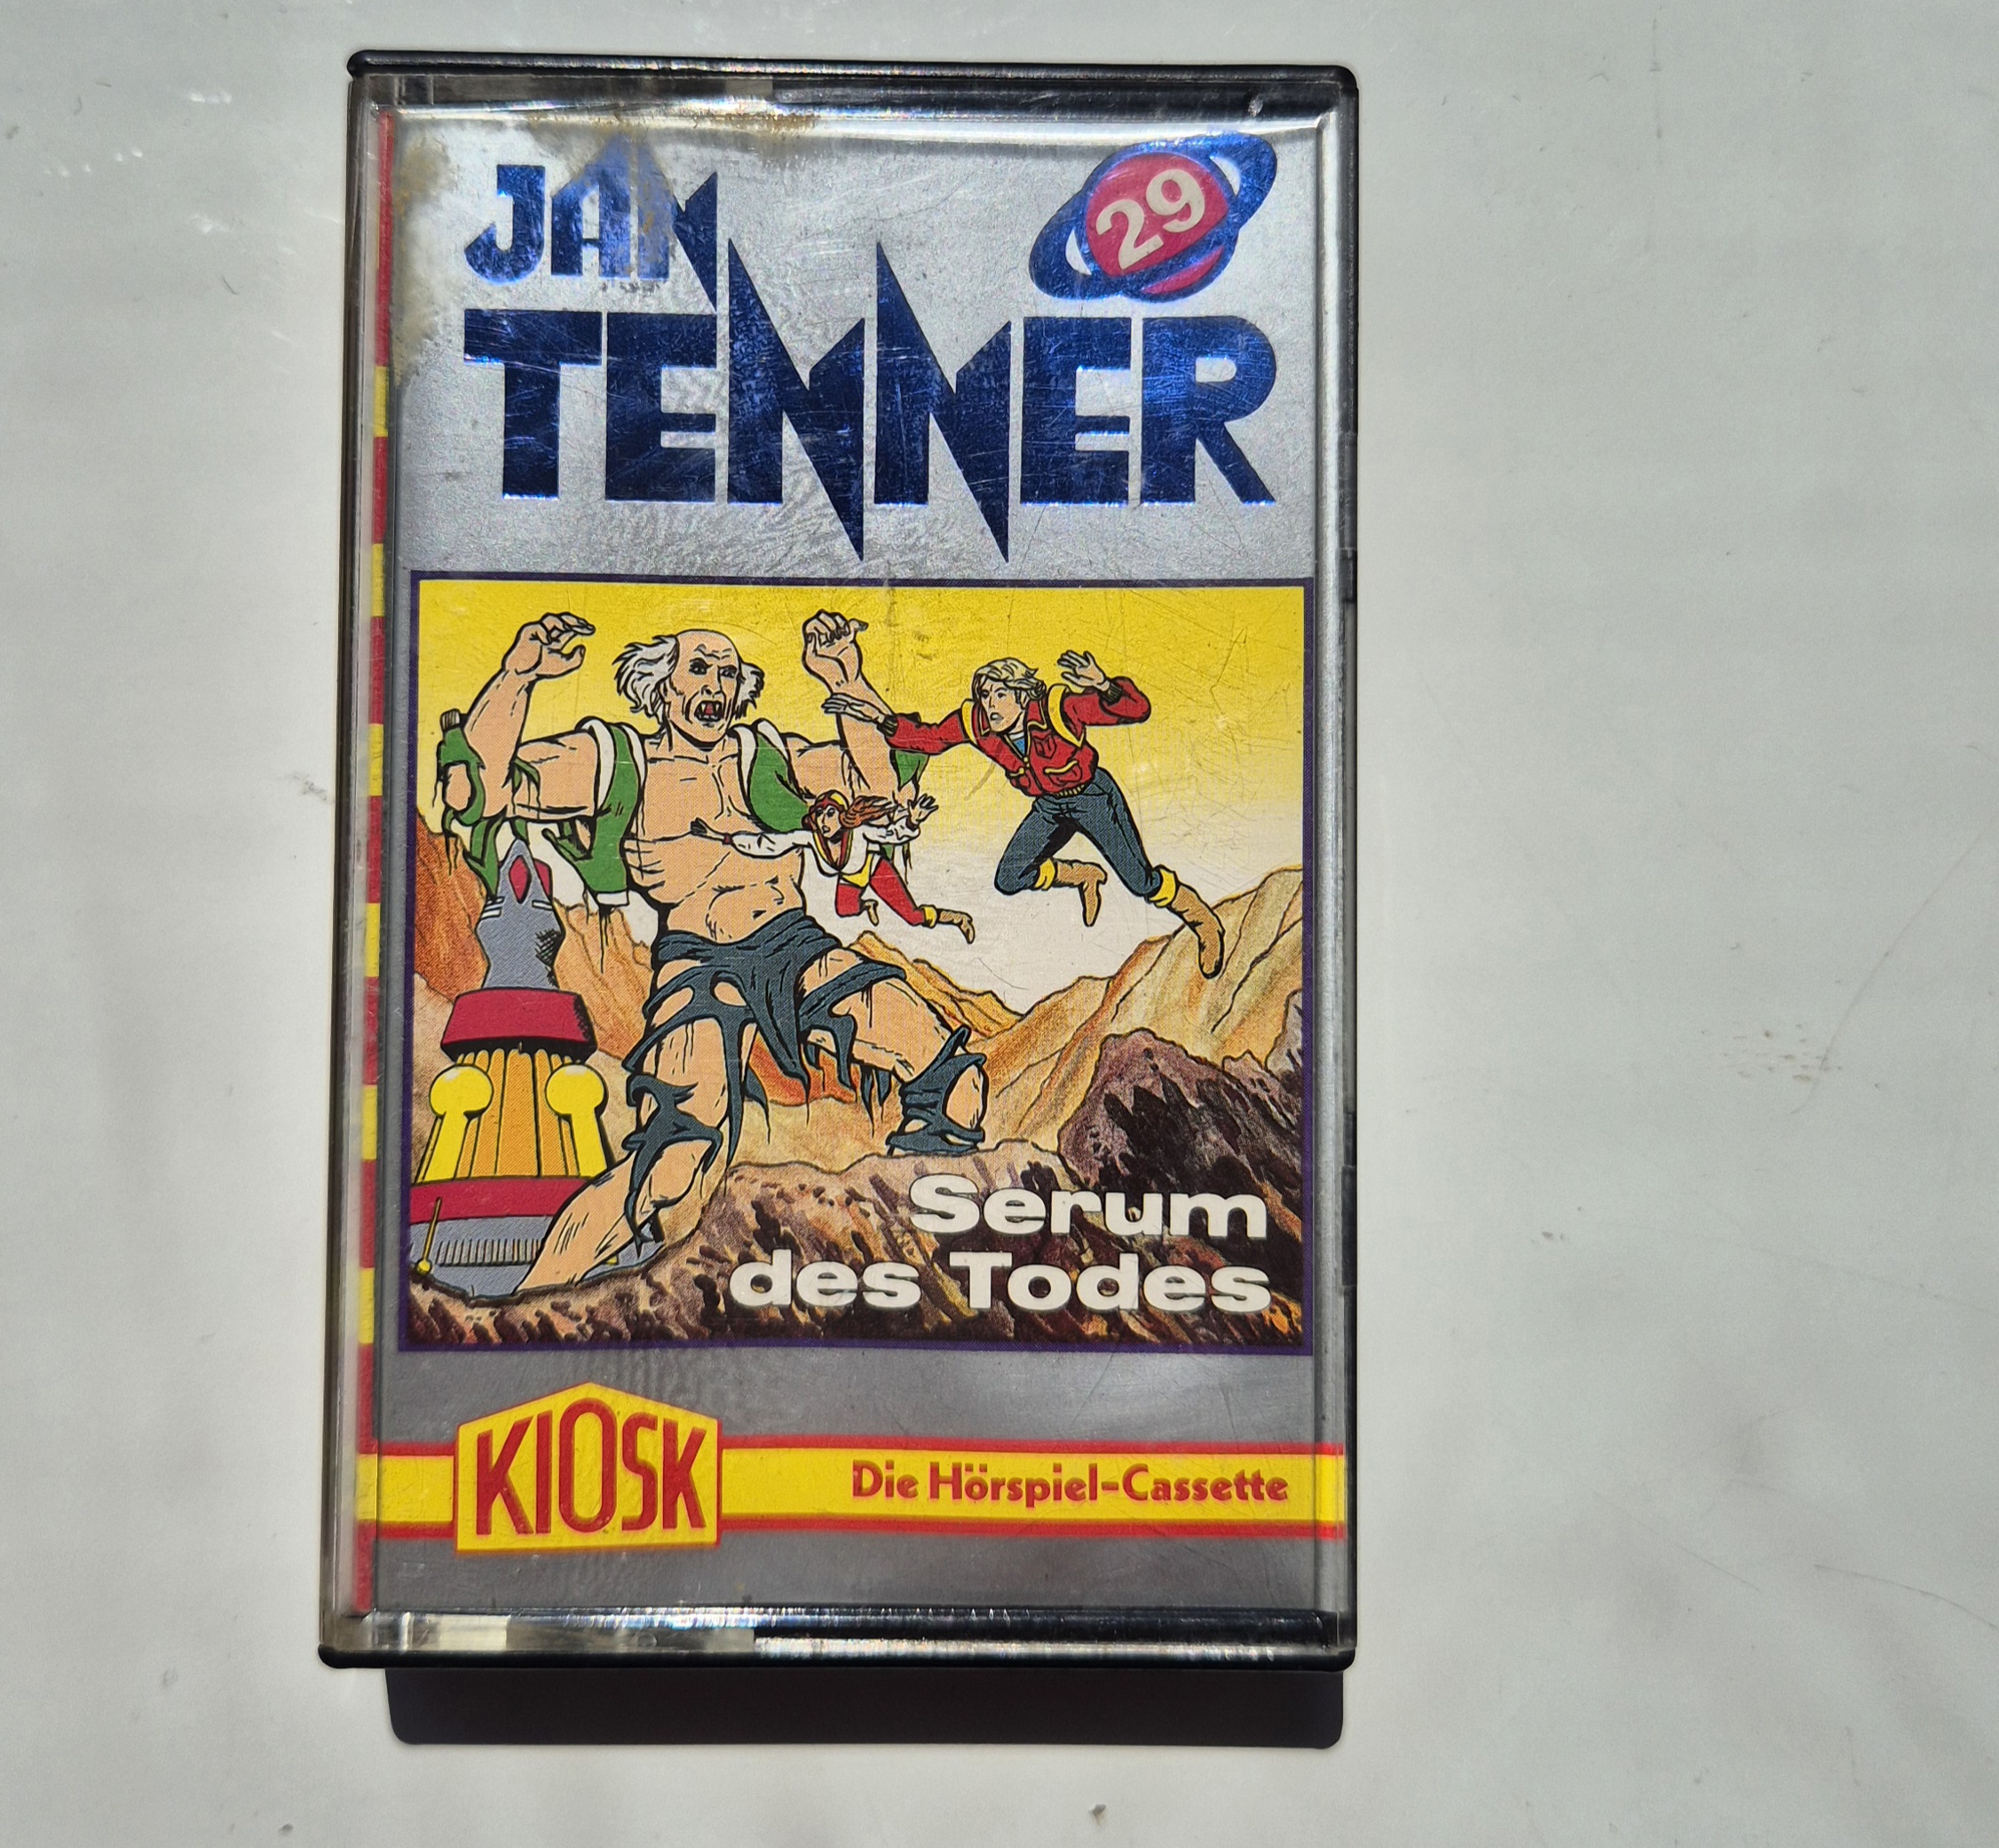 JAN
29
TENNER
Serum
des Todes
KIOSK
Die Hörspiel-Cassette